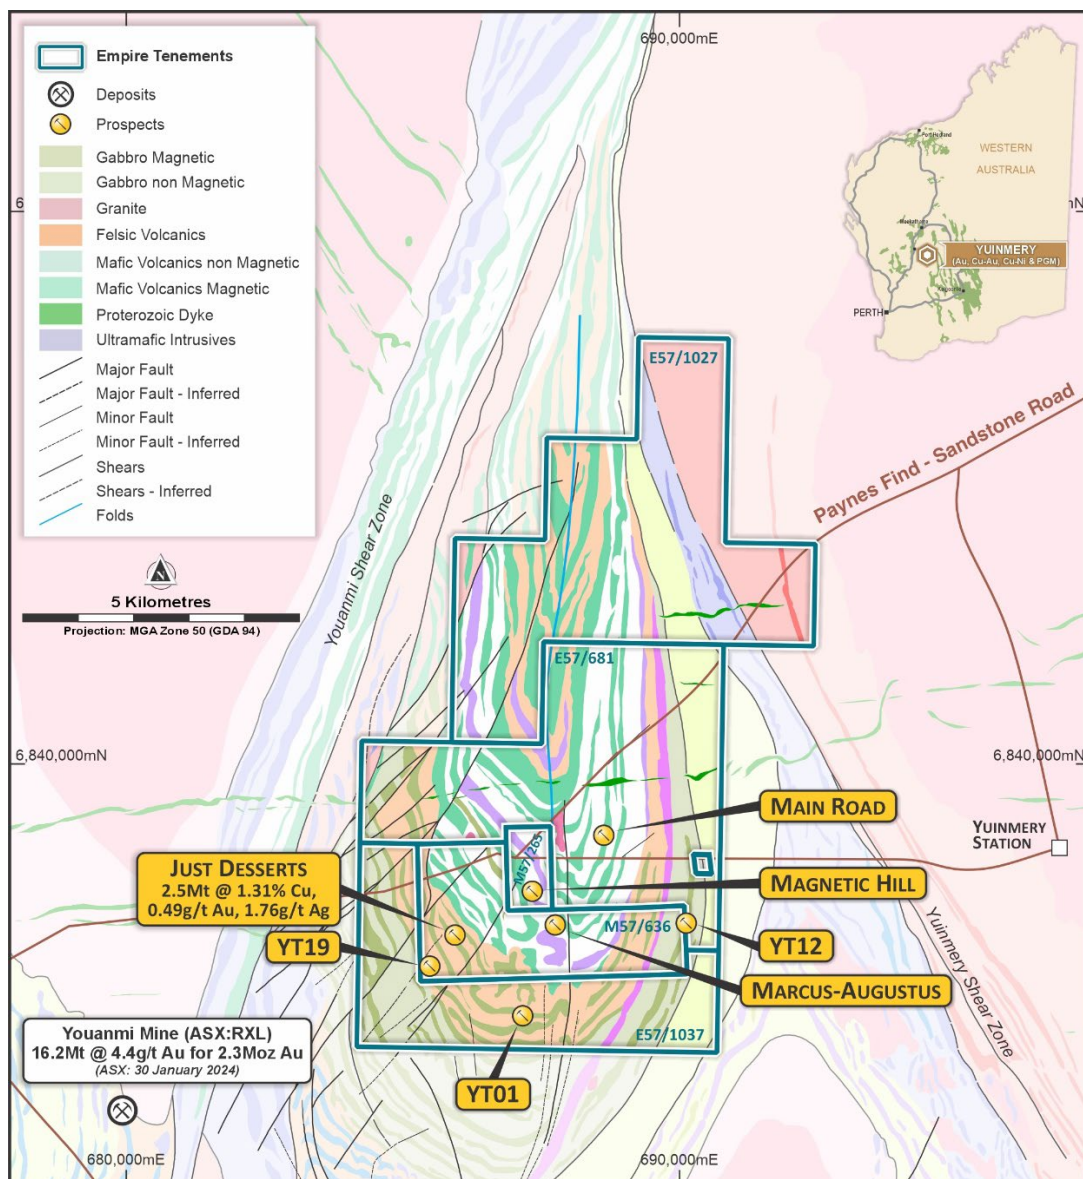 690,000mE
Empire Tenements
Deposits
Prospects
Gabbro Magnetic
Gabbro non Magnetic
Granite
Felsic Volcanics
Mafic Volcanics non Magnetic
Mafic Volcanics Magnetic
Proterozoic Dyke
Ultramafic Intrusives
Major Fault
Major Fault - Inferred
Minor Fault
Minor Fault - Inferred
Shears
Shears - Inferred
Folds
5 Kilometres
Projection: MGA Zone 50 (GDA 94)
WESTERN
AUSTRALIA
Port Hedland
YUINMERY
(Au, Cu-Au, Cu-Ni & PGM)
PERTH
mN
E57/1027
Paynes Find - Sandstone Road
Youanmi Shear Zone
E57/681
6,840,000mN
6,840,000mN
MAIN ROAD
YUINMERY
STATION
M57/265
JUST DESSERTS
2.5Mt @ 1.31% Cu,
0.49g/t Au, 1.76g/t Ag
MAGNETIC HILL
M57/636
YT12
YT19
MARCUS-AUGUSTUS
Yuinmery Shear Zone
E57/1037
Youanmi Mine (ASX:RXL)
16.2Mt @ 4.4g/t Au for 2.3Moz Au
(ASX: 30 January 2024)
YT01
680,000mE
690,000mE